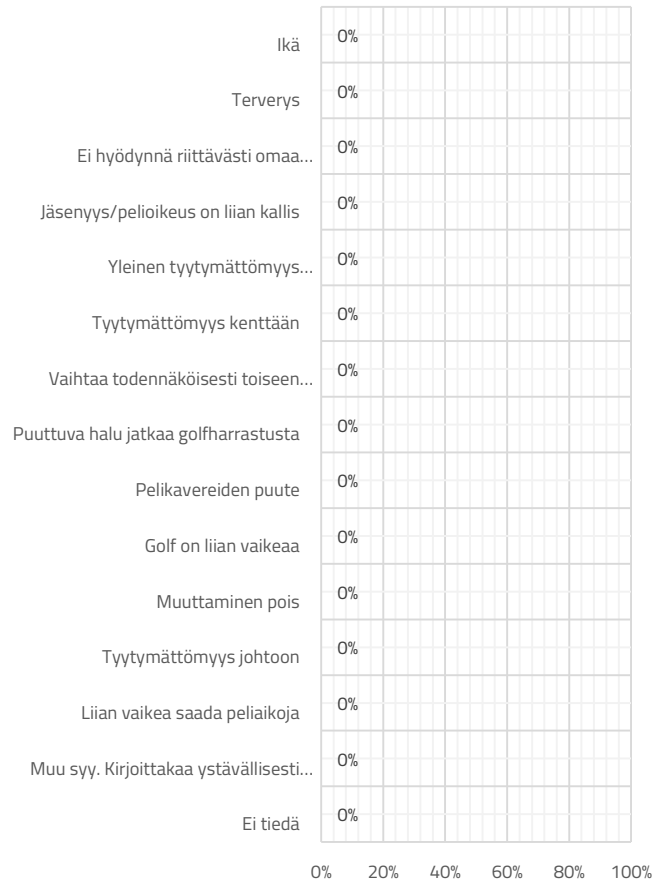 Ikä 0%
Terverys 0%
Ei hyödynnä riittävästi omaa… 0%
Jäsenyys/pelioikeus on liian kallis 0%
Yleinen tyytymättömyys… 0%
Tyytymättömyys kenttään 0%
Vaihtaa todennäköisesti toiseen… 0%
Puuttuva halu jatkaa golfharrastusta 0%
Pelikavereiden puute 0%
Golf on liian vaikeaa 0%
Muuttaminen pois 0%
Tyytymättömyys johtoon 0%
Liian vaikea saada peliaikoja 0%
Muu syy. Kirjoittakaa ystävällisesti… 0%
Ei tiedä 0%
0% 20% 40% 60% 80% 100%